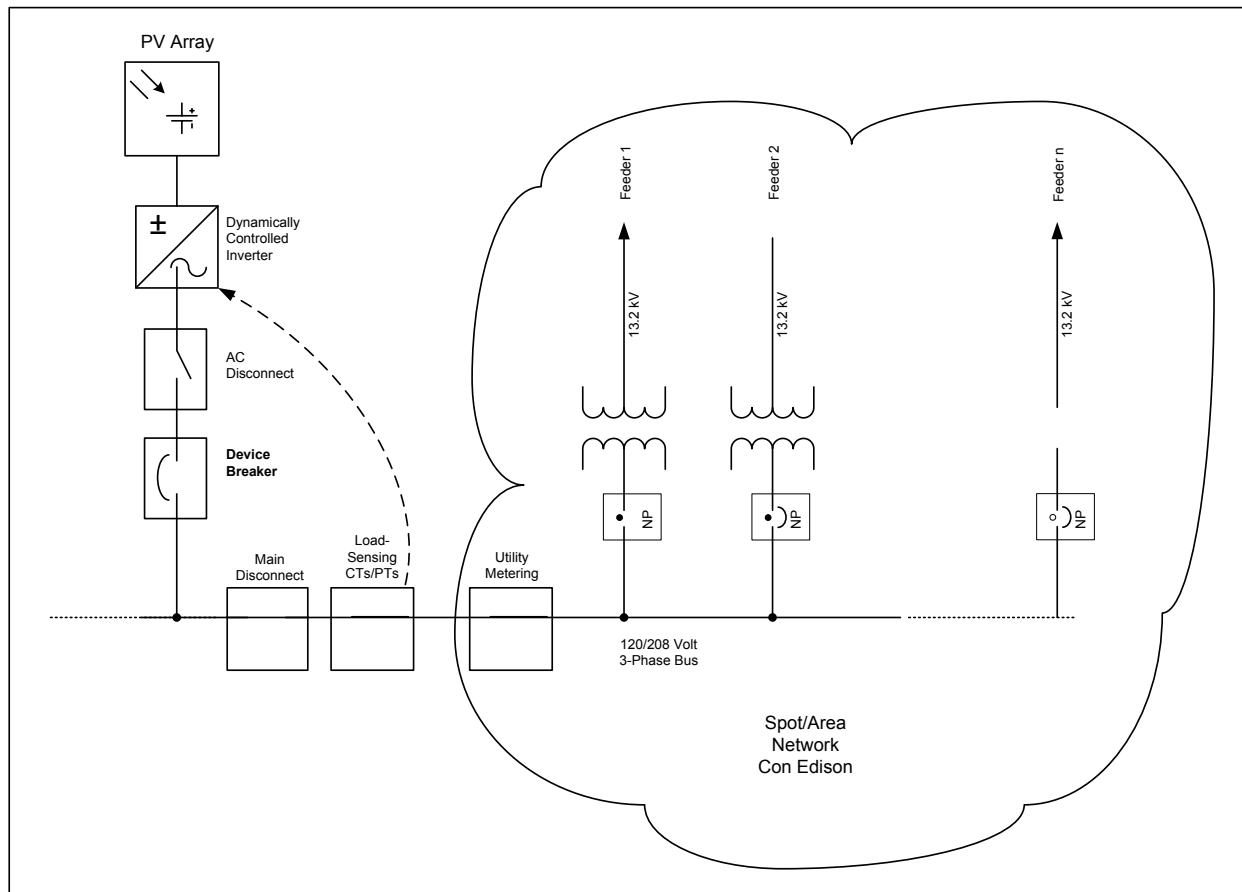 PV Array
±
Dynamically
Controlled
Inverter
AC
Disconnect
Device
Breaker
Main
Disconnect
Load-
Sensing
CTs/PTs
Utility
Metering
Feeder 1
Feeder 2
Feeder n
13.2 kV
13.2 kV
13.2 kV
NP
NP
NP
120/208 Volt
3-Phase Bus
Spot/Area
Network
Con Edison